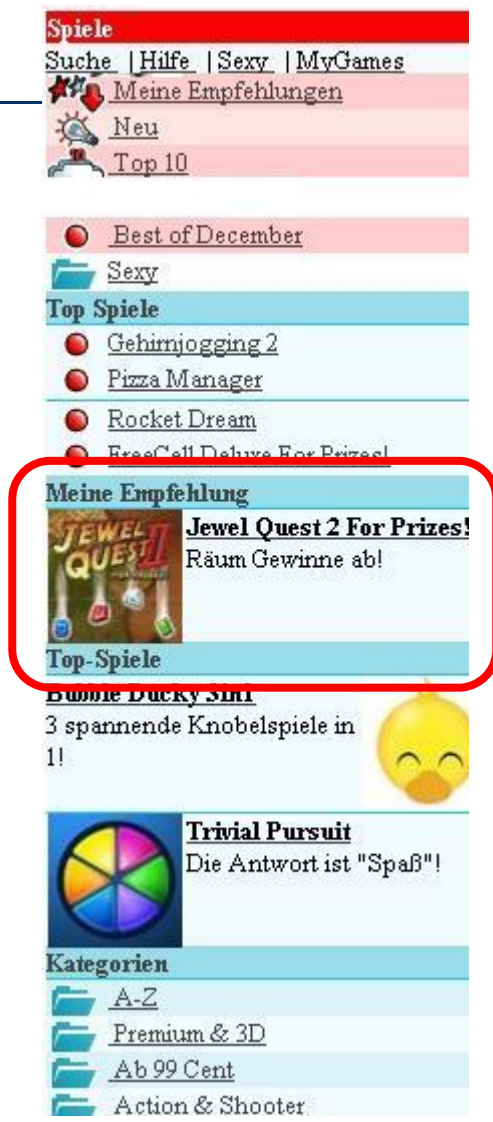 Spiele
Suche | Hilfe | Sexy | MyGames
Meine Empfehlungen
Neu
Top 10
Best of December
Sexy
Top Spiele
Gehirnjogging 2
Pizza Manager
Rocket Dream
FreeCell Deluxe For Prizes!
Meine Empfehlung
JEWEL QUEST II
Jewel Quest 2 For Prizes!
Räum Gewinne ab!
Top-Spiele
Bubble Ducky 3in1
3 spannende Knobelspiele in
1!
Trivial Pursuit
Die Antwort ist "Spaß"!
Kategorien
A-Z
Premium & 3D
Ab 99 Cent
Action & Shooter